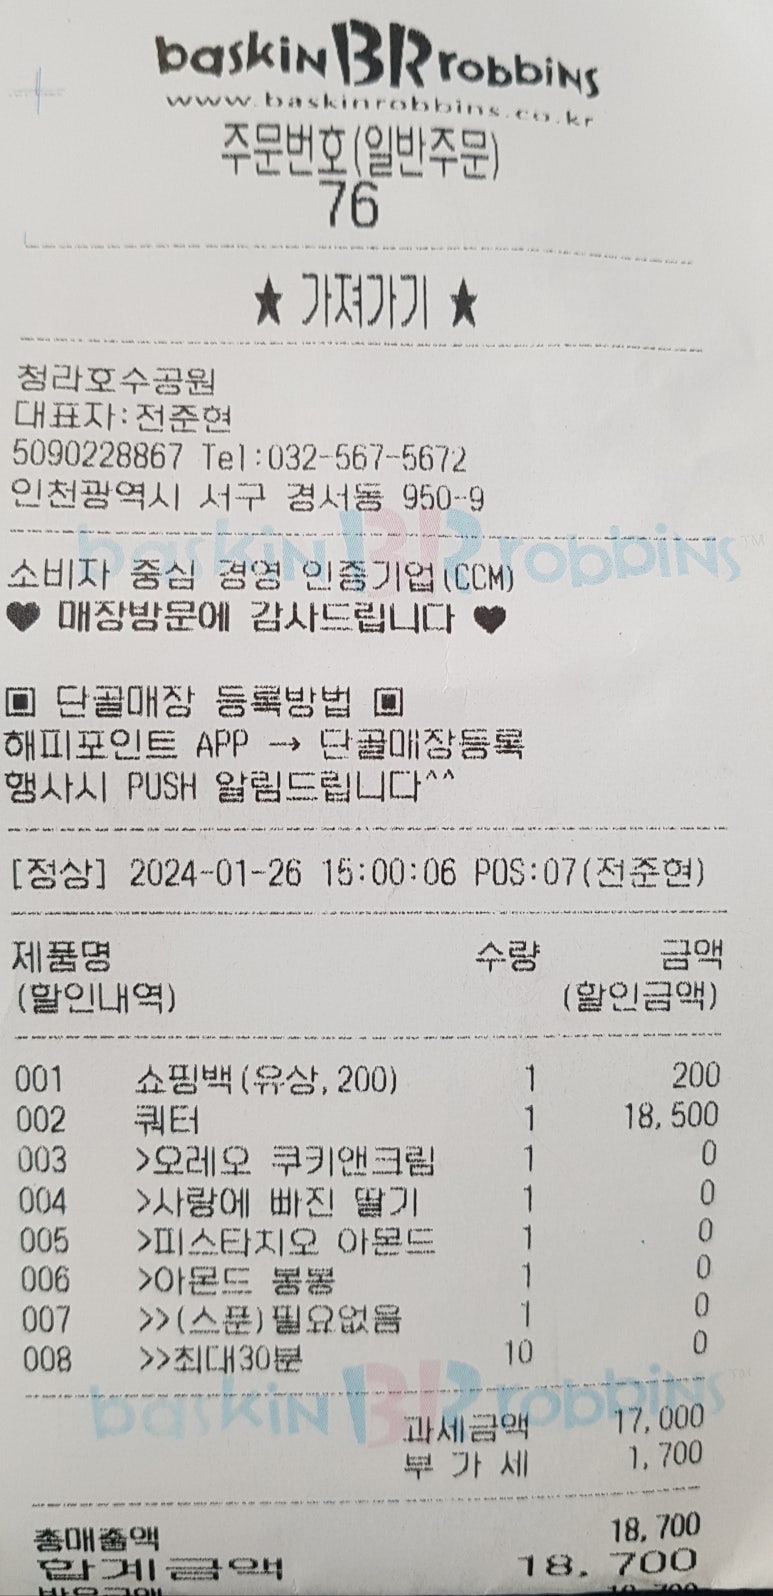 baskin BR robbins
www.baskinrobbins.co.kr
주문번호(일반주문)
76
★ 가져가기 ★
청라호수공원
대표자:전준현
5090228867 Tel:032-567-5672
인천광역시 서구 경서동 950-9
baskin BR robbins™
소비자 중심 경영 인증기업(CCM)
♥ 매장방문에 감사드립니다 ♥
▣ 단골매장 등록방법 ▣
해피포인트 APP → 단골매장등록
행사시 PUSH 알림드립니다^^
[정상] 2024-01-26 15:00:06 POS:07(전준현)
제품명 수량 금액
(할인내역) (할인금액)
001 쇼핑백(유상,200) 1 200
002 쿼터 1 18,500
003 >오레오 쿠키앤크림 1 0
004 >사랑에 빠진 딸기 1 0
005 >피스타치오 아몬드 1 0
006 >아몬드 봉봉 1 0
007 >>(스푼)필요없음 1 0
008 >>최대30분 10 0
baskin BR robbins™
과세금액 17,000
부 가 세 1,700
총매출액 18,700
합계금액 18,700